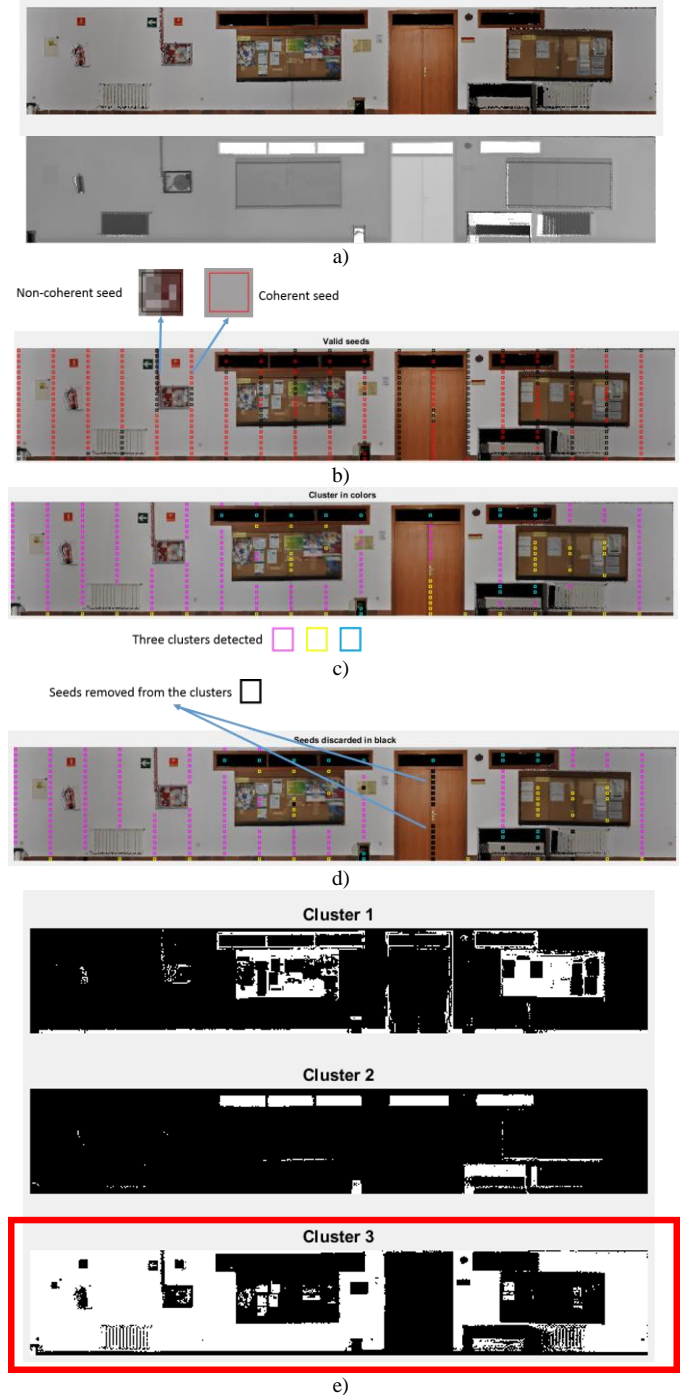 a)
Non-coherent seed
Coherent seed
Valid seeds
b)
Cluster in colors
Three clusters detected
c)
Seeds removed from the clusters
Seeds discarded in black
d)
Cluster 1
Cluster 2
Cluster 3
e)